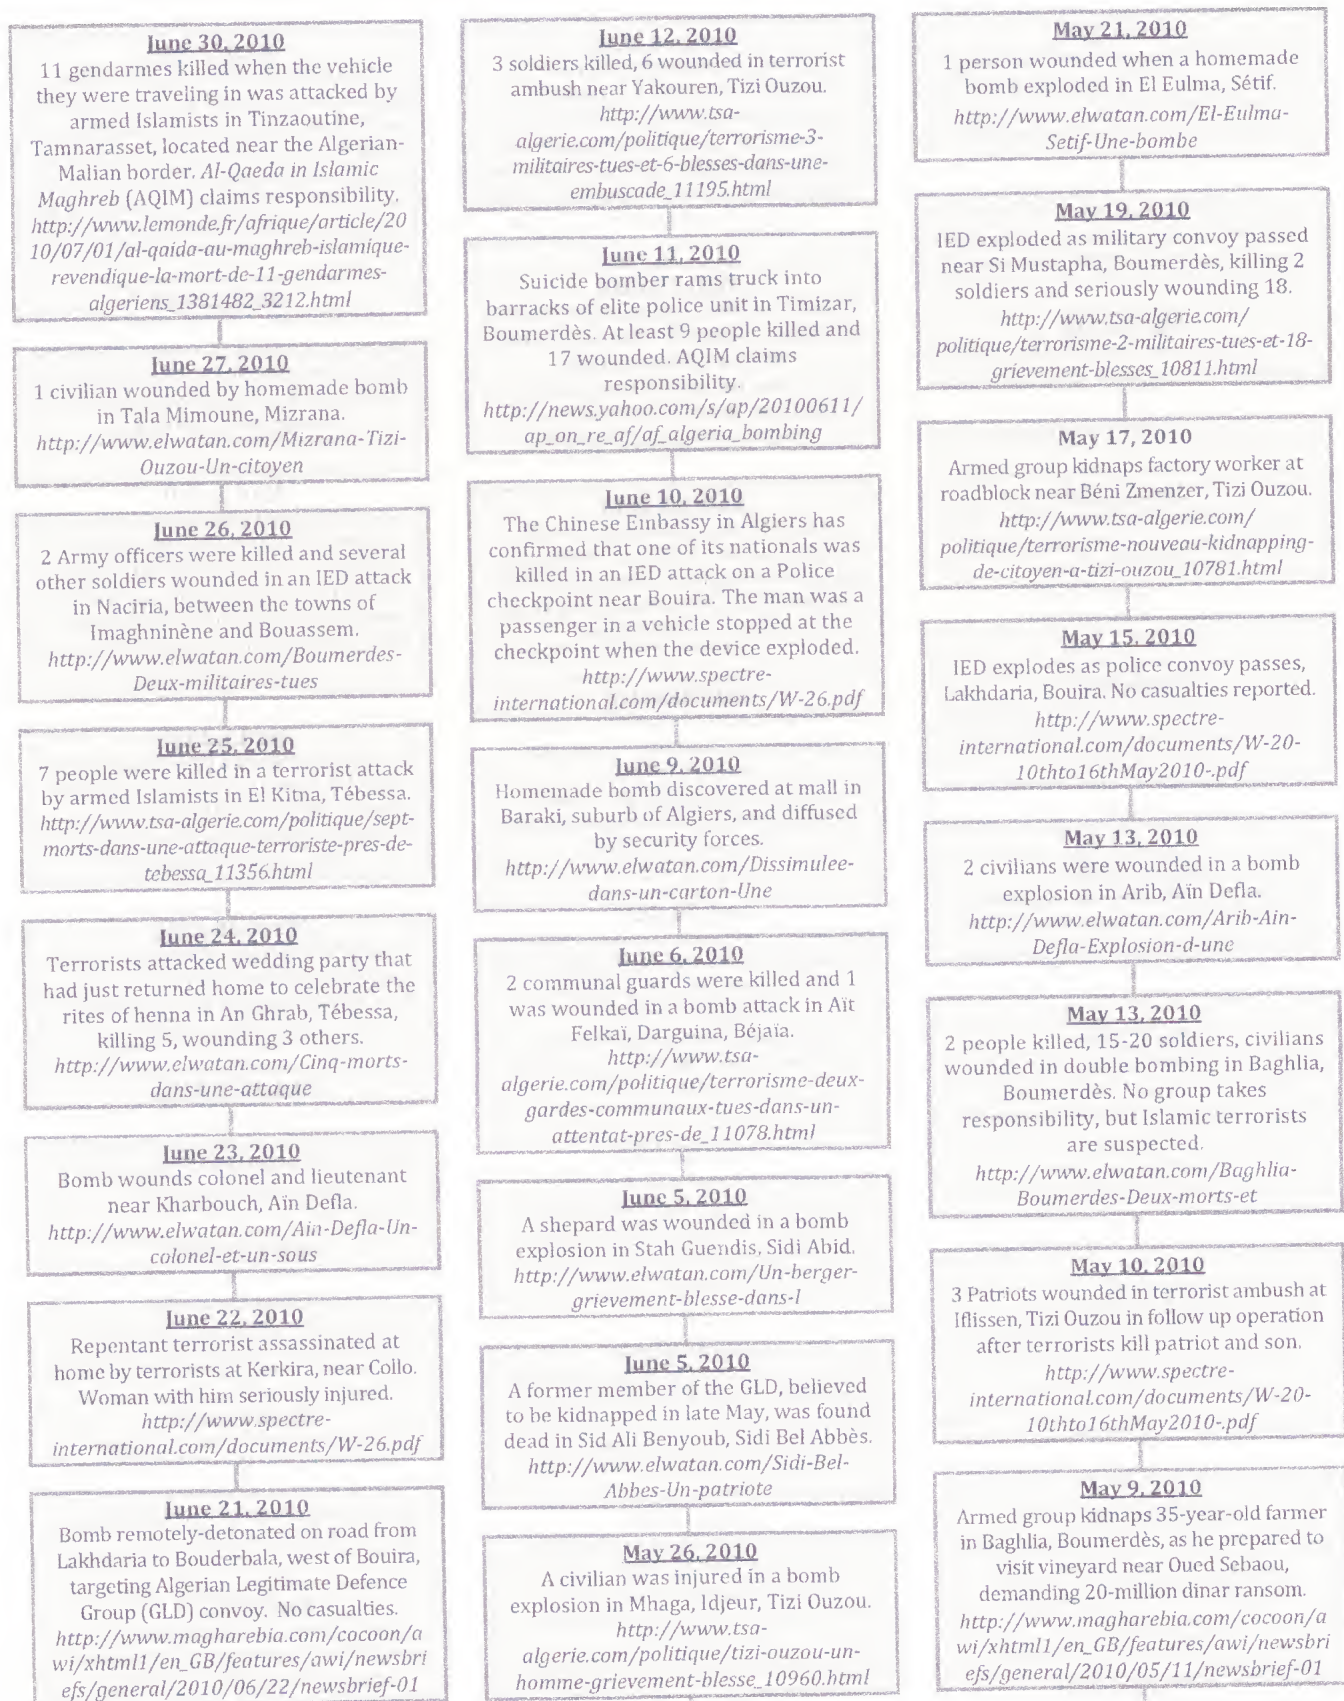 June 30, 2010
11 gendarmes killed when the vehicle
they were traveling in was attacked by
armed Islamists in Tinzaoutine,
Tamnarasset, located near the Algerian-
Malian border. Al-Qaeda in Islamic
Maghreb (AQIM) claims responsibility.
http://www.lemonde.fr/afrique/article/20
10/07/01/al-qaida-au-maghreb-islamique-
revendique-la-mort-de-11-gendarmes-
algeriens_1381482_3212.html
June 27, 2010
1 civilian wounded by homemade bomb
in Tala Mimoune, Mizrana.
http://www.elwatan.com/Mizrana-Tizi-
Ouzou-Un-citoyen
June 26, 2010
2 Army officers were killed and several
other soldiers wounded in an IED attack
in Naciria, between the towns of
Imaghninène and Bouassem.
http://www.elwatan.com/Boumerdes-
Deux-militaires-tues
June 25, 2010
7 people were killed in a terrorist attack
by armed Islamists in El Kitna, Tébessa.
http://www.tsa-algerie.com/politique/sept-
morts-dans-une-attaque-terroriste-pres-de-
tebessa_11356.html
June 24, 2010
Terrorists attacked wedding party that
had just returned home to celebrate the
rites of henna in An Ghrab, Tébessa,
killing 5, wounding 3 others.
http://www.elwatan.com/Cinq-morts-
dans-une-attaque
June 23, 2010
Bomb wounds colonel and lieutenant
near Kharbouch, Aïn Defla.
http://www.elwatan.com/Ain-Defla-Un-
colonel-et-un-sous
June 22, 2010
Repentant terrorist assassinated at
home by terrorists at Kerkira, near Collo.
Woman with him seriously injured.
http://www.spectre-
international.com/documents/W-26.pdf
June 21, 2010
Bomb remotely-detonated on road from
Lakhdaria to Bouderbala, west of Bouira,
targeting Algerian Legitimate Defence
Group (GLD) convoy. No casualties.
http://www.magharebia.com/cocoon/a
wi/xhtml1/en_GB/features/awi/newsbri
efs/general/2010/06/22/newsbrief-01
June 12, 2010
3 soldiers killed, 6 wounded in terrorist
ambush near Yakouren, Tizi Ouzou.
http://www.tsa-
algerie.com/politique/terrorisme-3-
militaires-tues-et-6-blesses-dans-une-
embuscade_11195.html
June 11, 2010
Suicide bomber rams truck into
barracks of elite police unit in Timizar,
Boumerdès. At least 9 people killed and
17 wounded. AQIM claims
responsibility.
http://news.yahoo.com/s/ap/20100611/
ap_on_re_af/af_algeria_bombing
June 10, 2010
The Chinese Embassy in Algiers has
confirmed that one of its nationals was
killed in an IED attack on a Police
checkpoint near Bouira. The man was a
passenger in a vehicle stopped at the
checkpoint when the device exploded.
http://www.spectre-
international.com/documents/W-26.pdf
June 9, 2010
Homemade bomb discovered at mall in
Baraki, suburb of Algiers, and diffused
by security forces.
http://www.elwatan.com/Dissimulee-
dans-un-carton-Une
June 6, 2010
2 communal guards were killed and 1
was wounded in a bomb attack in Aït
Felkaï, Darguina, Béjaïa.
http://www.tsa-
algerie.com/politique/terrorisme-deux-
gardes-communaux-tues-dans-un-
attentat-pres-de_11078.html
June 5, 2010
A shepard was wounded in a bomb
explosion in Stah Guendis, Sidi Abid.
http://www.elwatan.com/Un-berger-
grievement-blesse-dans-l
June 5, 2010
A former member of the GLD, believed
to be kidnapped in late May, was found
dead in Sid Ali Benyoub, Sidi Bel Abbès.
http://www.elwatan.com/Sidi-Bel-
Abbes-Un-patriote
May 26, 2010
A civilian was injured in a bomb
explosion in Mhaga, Idjeur, Tizi Ouzou.
http://www.tsa-
algerie.com/politique/tizi-ouzou-un-
homme-grievement-blesse_10960.html
May 21, 2010
1 person wounded when a homemade
bomb exploded in El Eulma, Sétif.
http://www.elwatan.com/El-Eulma-
Setif-Une-bombe
May 19, 2010
IED exploded as military convoy passed
near Si Mustapha, Boumerdès, killing 2
soldiers and seriously wounding 18.
http://www.tsa-algerie.com/
politique/terrorisme-2-militaires-tues-et-18-
grievement-blesses_10811.html
May 17, 2010
Armed group kidnaps factory worker at
roadblock near Béni Zmenzer, Tizi Ouzou.
http://www.tsa-algerie.com/
politique/terrorisme-nouveau-kidnapping-
de-citoyen-a-tizi-ouzou_10781.html
May 15, 2010
IED explodes as police convoy passes,
Lakhdaria, Bouira. No casualties reported.
http://www.spectre-
international.com/documents/W-20-
10thto16thMay2010-.pdf
May 13, 2010
2 civilians were wounded in a bomb
explosion in Arib, Aïn Defla.
http://www.elwatan.com/Arib-Ain-
Defla-Explosion-d-une
May 13, 2010
2 people killed, 15-20 soldiers, civilians
wounded in double bombing in Baghlia,
Boumerdès. No group takes
responsibility, but Islamic terrorists
are suspected.
http://www.elwatan.com/Baghlia-
Boumerdes-Deux-morts-et
May 10, 2010
3 Patriots wounded in terrorist ambush at
Iflissen, Tizi Ouzou in follow up operation
after terrorists kill patriot and son.
http://www.spectre-
international.com/documents/W-20-
10thto16thMay2010-.pdf
May 9, 2010
Armed group kidnaps 35-year-old farmer
in Baghlia, Boumerdès, as he prepared to
visit vineyard near Oued Sebaou,
demanding 20-million dinar ransom.
http://www.magharebia.com/cocoon/a
wi/xhtml1/en_GB/features/awi/newsbri
efs/general/2010/05/11/newsbrief-01